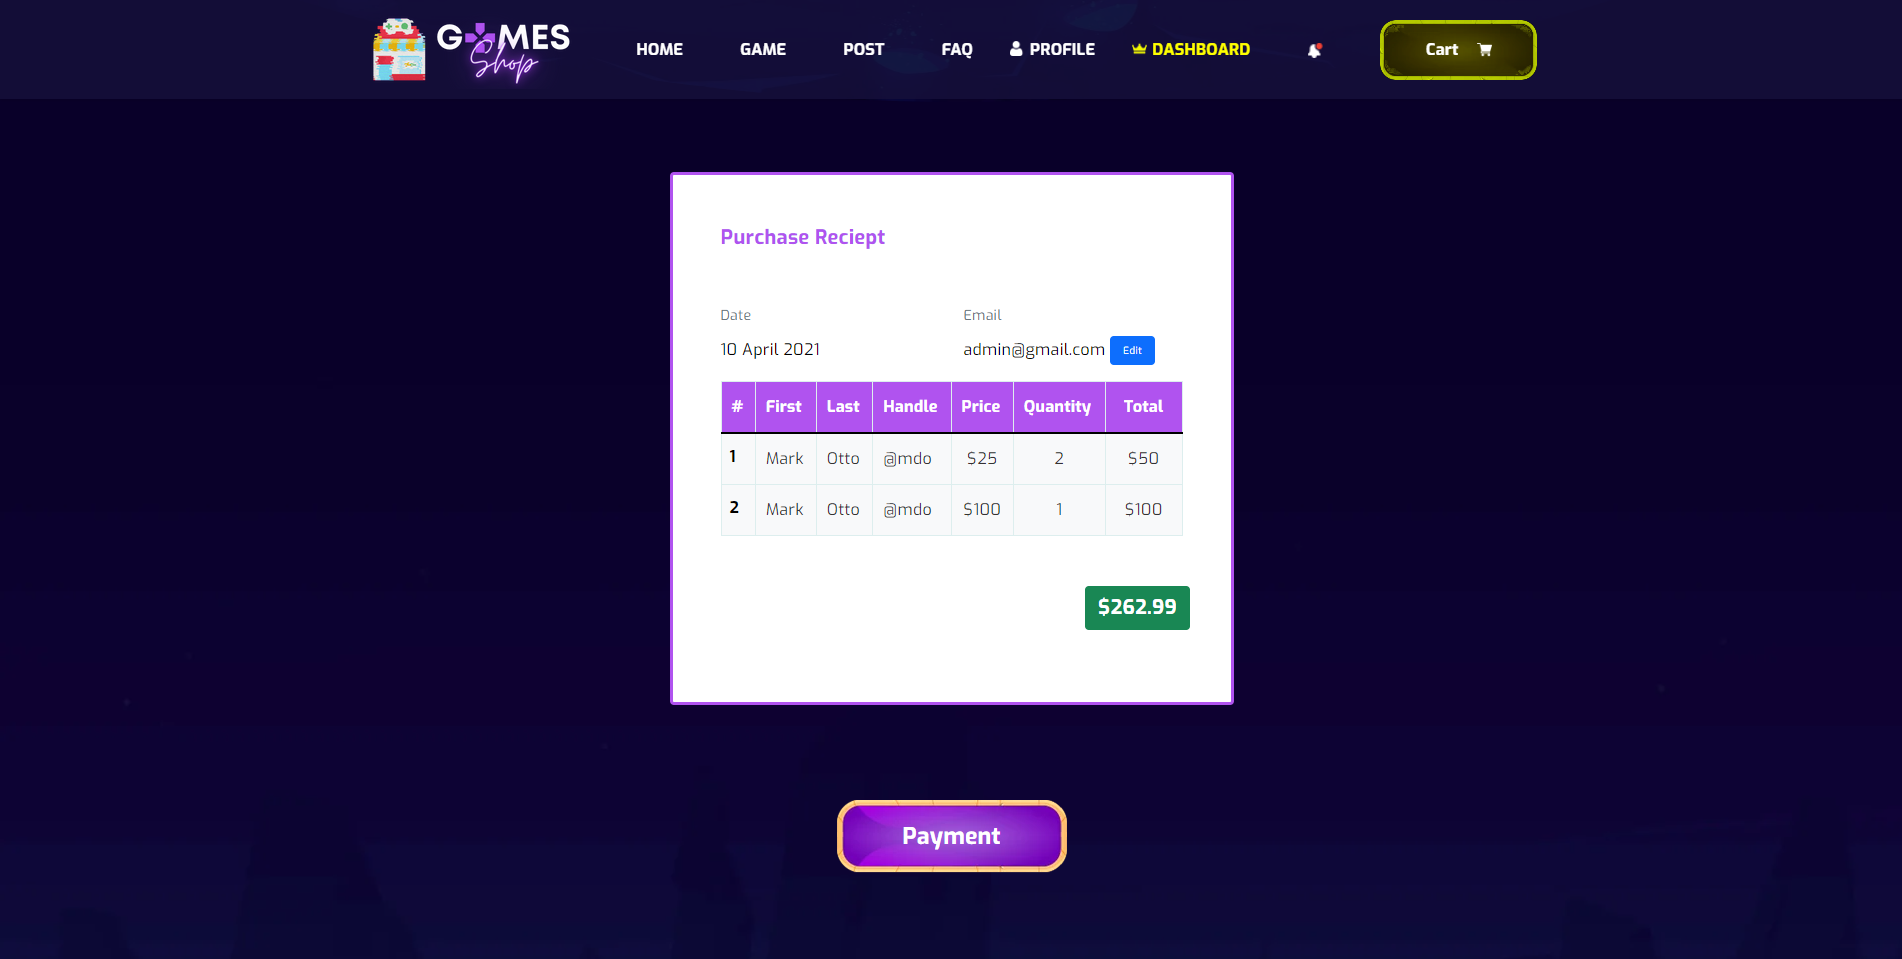 GAMES
Shop
HOME GAME POST FAQ PROFILE DASHBOARD Cart
Purchase Reciept
Date Email
10 April 2021 admin@gmail.com Edit
# First Last Handle Price Quantity Total
1 Mark Otto @mdo $25 2 $50
2 Mark Otto @mdo $100 1 $100
$262.99
Payment